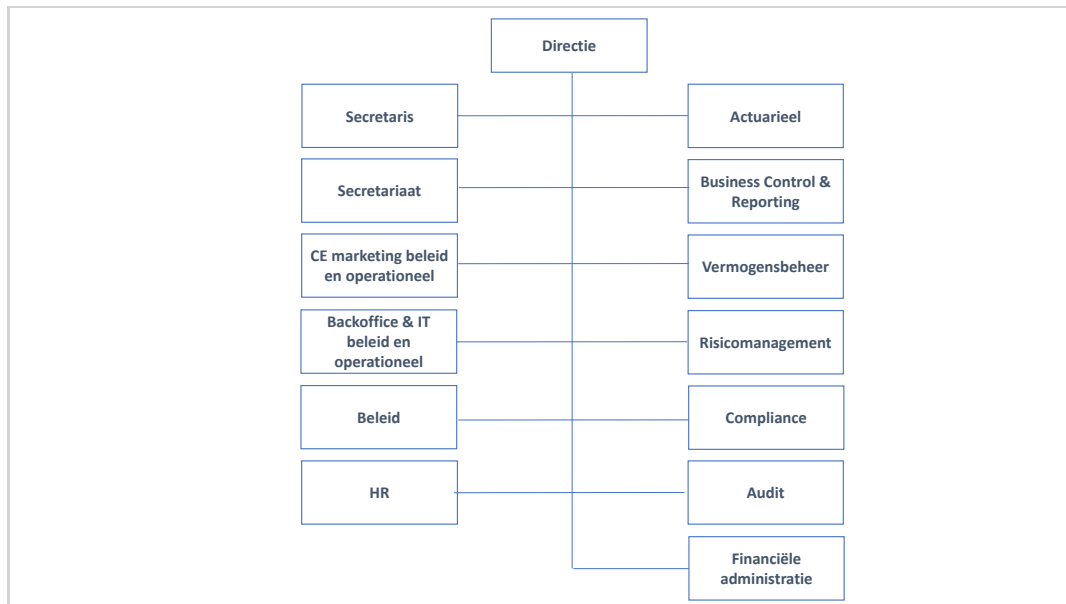 Directie
Secretaris
Actuarieel
Secretariaat
Business Control &
Reporting
CE marketing beleid
en operationeel
Vermogensbeheer
Backoffice & IT
beleid en
operationeel
Risicomanagement
Beleid
Compliance
HR
Audit
Financiële
administratie